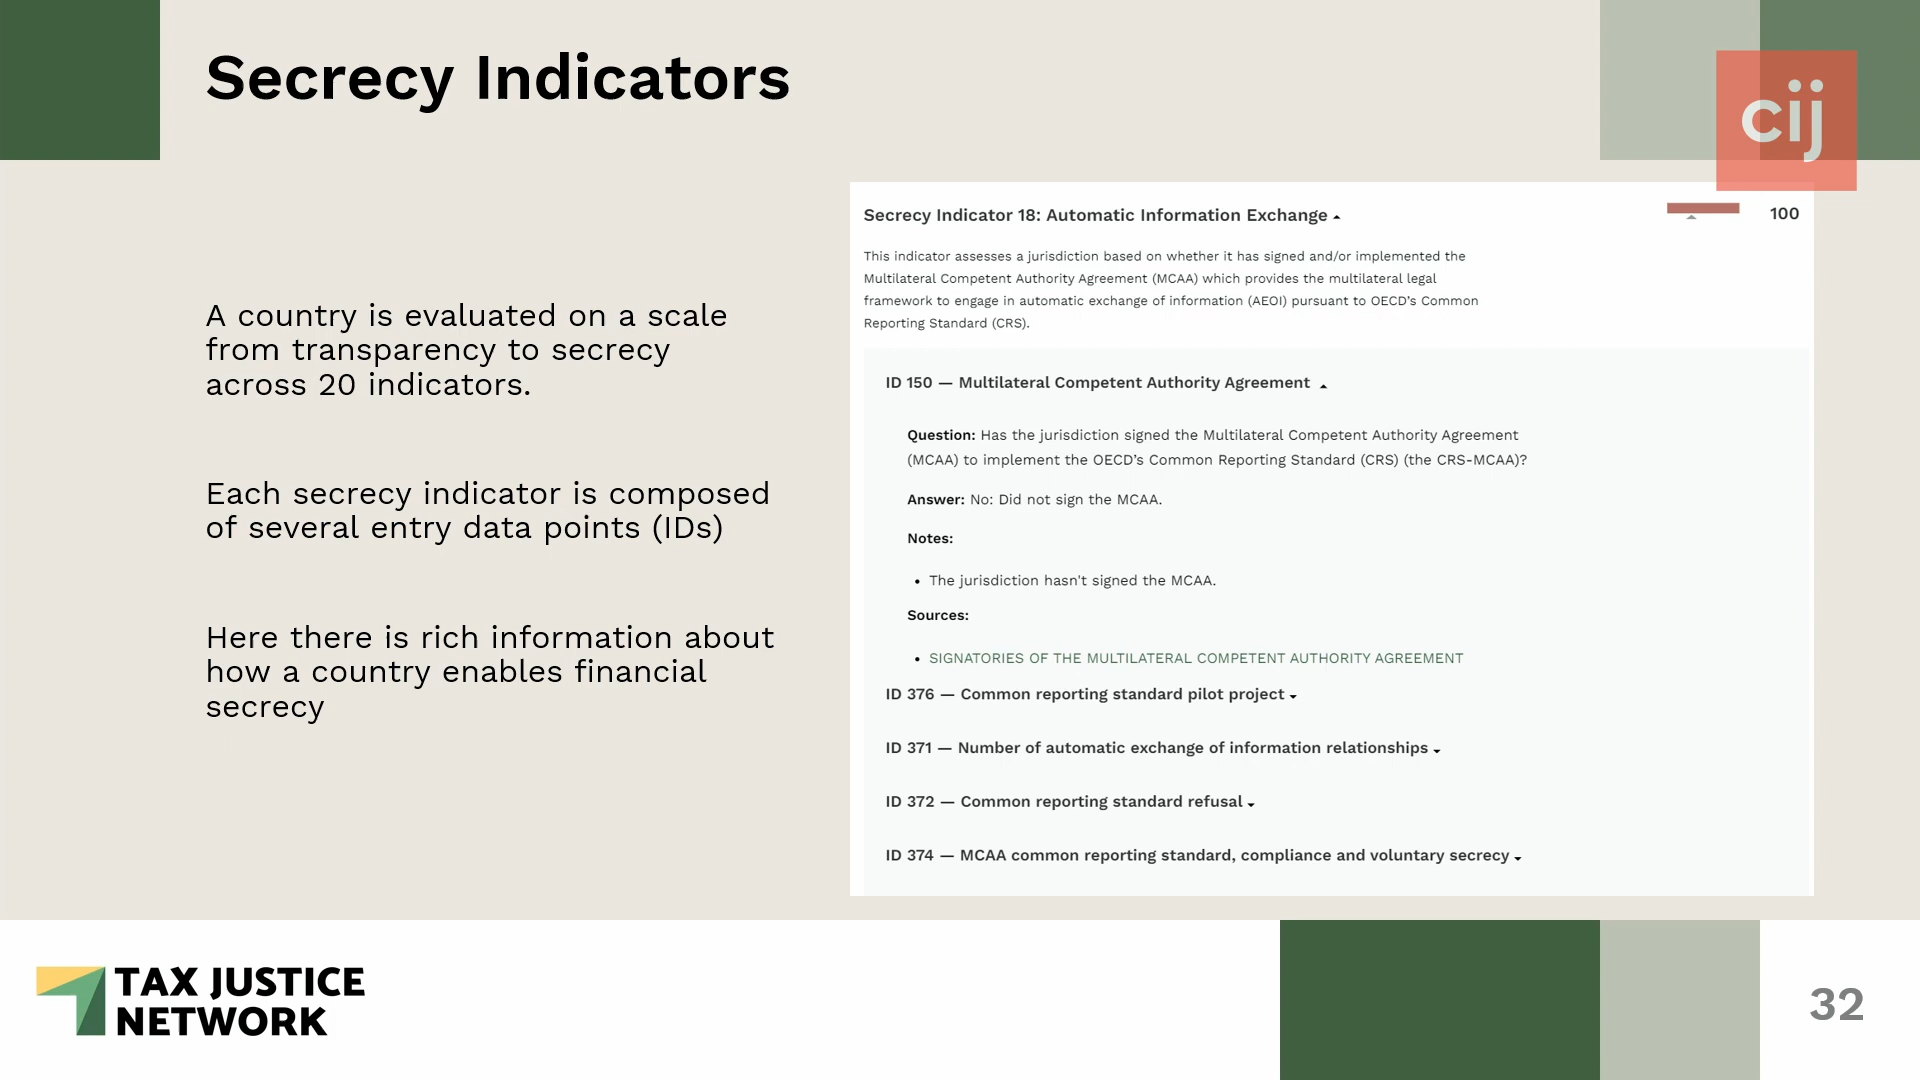 Secrecy Indicators
cij
A country is evaluated on a scale
from transparency to secrecy
across 20 indicators.
Each secrecy indicator is composed
of several entry data points (IDs)
Here there is rich information about
how a country enables financial
secrecy
Secrecy Indicator 18: Automatic Information Exchange
100
This indicator assesses a jurisdiction based on whether it has signed and/or implemented the
Multilateral Competent Authority Agreement (MCAA) which provides the multilateral legal
framework to engage in automatic exchange of information (AEOI) pursuant to OECD’s Common
Reporting Standard (CRS).
ID 150 — Multilateral Competent Authority Agreement
Question: Has the jurisdiction signed the Multilateral Competent Authority Agreement
(MCAA) to implement the OECD’s Common Reporting Standard (CRS) (the CRS-MCAA)?
Answer: No: Did not sign the MCAA.
Notes:
• The jurisdiction hasn't signed the MCAA.
Sources:
• SIGNATORIES OF THE MULTILATERAL COMPETENT AUTHORITY AGREEMENT
ID 376 — Common reporting standard pilot project
ID 371 — Number of automatic exchange of information relationships
ID 372 — Common reporting standard refusal
ID 374 — MCAA common reporting standard, compliance and voluntary secrecy
TAX JUSTICE
NETWORK
32